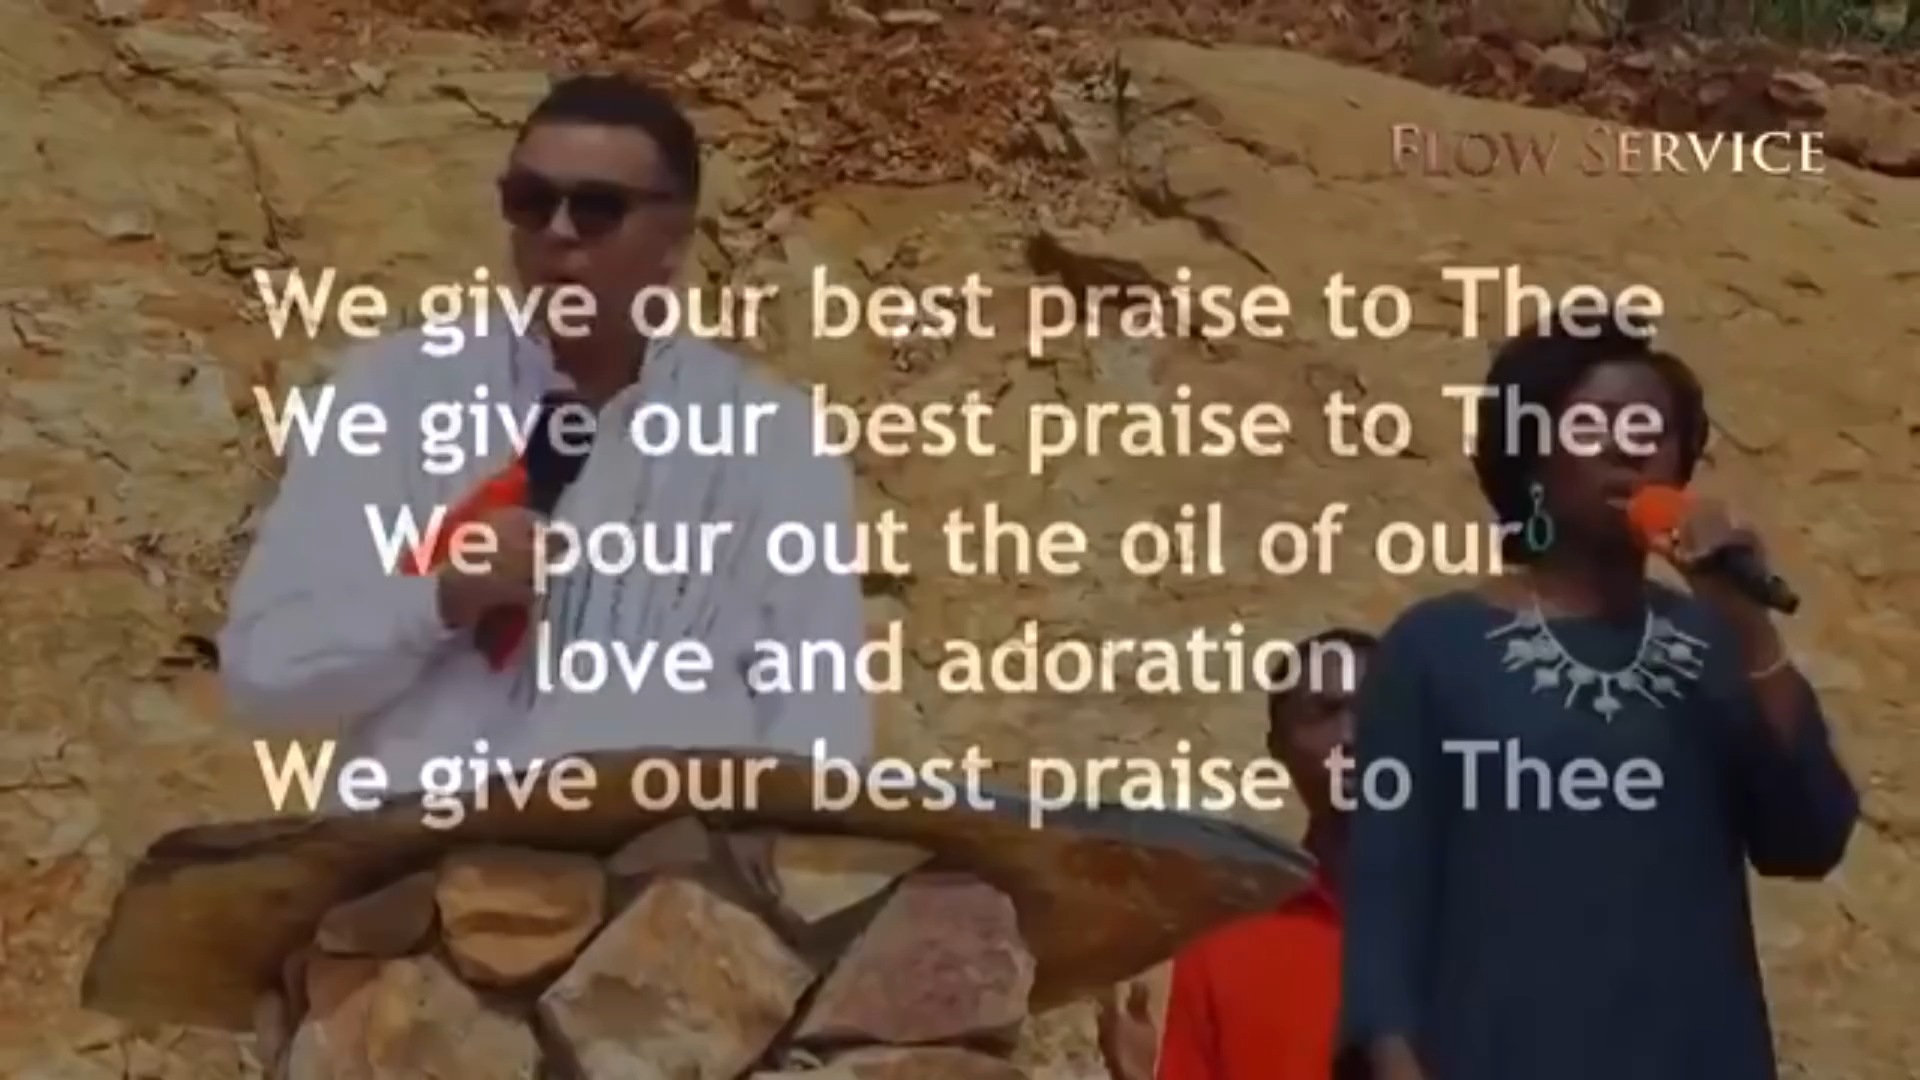 FLOW SERVICE
We give our best praise to Thee
We give our best praise to Thee
We pour out the oil of our
love and adoration
We give our best praise to Thee